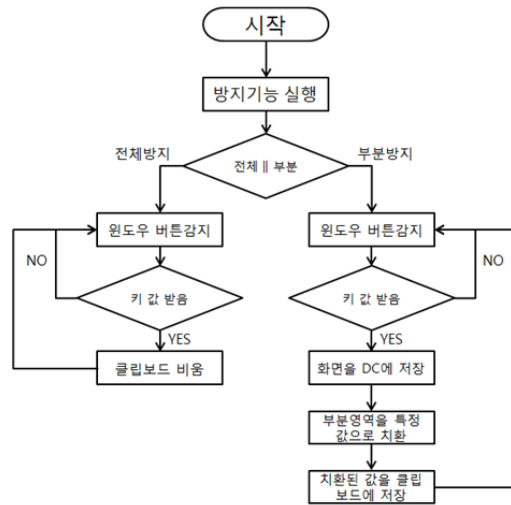 시작
방지기능 실행
전체방지
부분방지
전체 || 부분
윈도우 버튼감지
윈도우 버튼감지
NO
NO
키 값 받음
키 값 받음
YES
YES
클립보드 비움
화면을 DC에 저장
부분영역을 특정
값으로 치환
치환된 값을 클립
보드에 저장